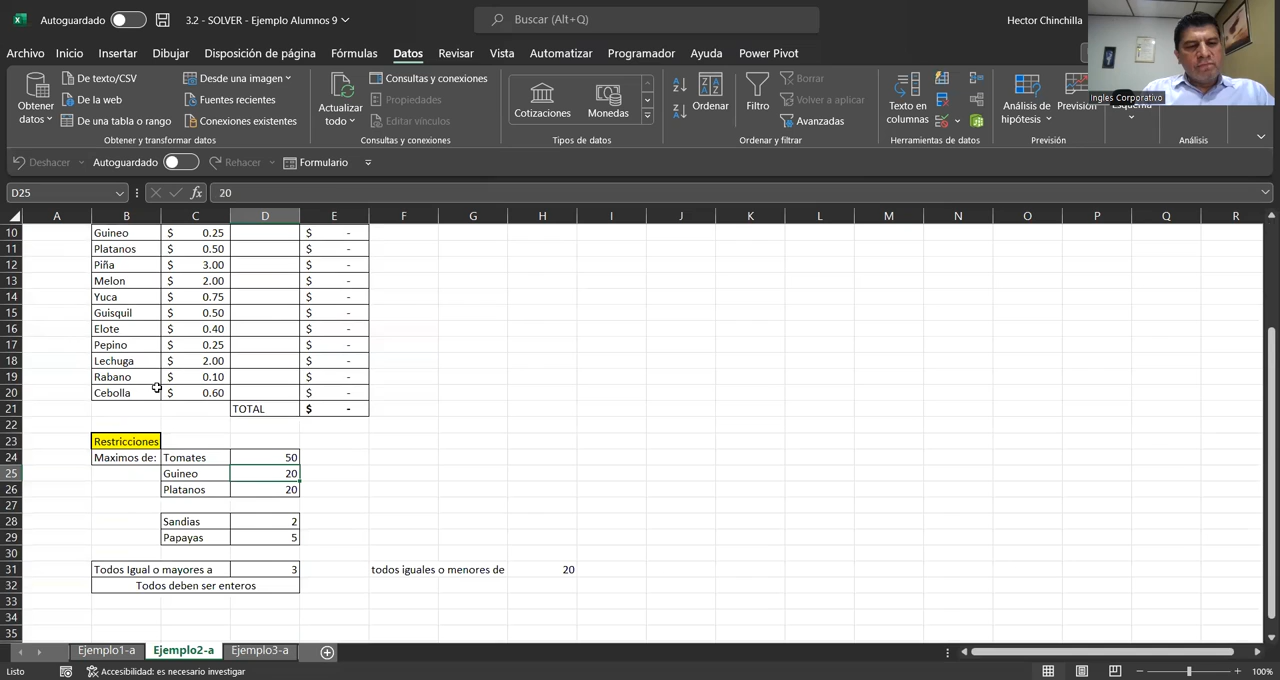 Autoguardado
3.2 - SOLVER - Ejemplo Alumnos 9
Buscar (Alt+Q)
Hector Chinchilla
Archivo Inicio Insertar Dibujar Disposición de página Fórmulas Datos Revisar Vista Automatizar Programador Ayuda Power Pivot
Obtener datos
De texto/CSV
De la web
De una tabla o rango
Desde una imagen
Fuentes recientes
Conexiones existentes
Obtener y transformar datos
Actualizar todo
Consultas y conexiones
Propiedades
Editar vínculos
Consultas y conexiones
Cotizaciones
Monedas
Tipos de datos
Ordenar
Filtro
Borrar
Volver a aplicar
Avanzadas
Ordenar y filtrar
Texto en columnas
Herramientas de datos
Análisis de hipótesis
Previsión
Previsión
Análisis
Ingles Corporativo
Deshacer
Autoguardado
Rehacer
Formulario
D25
fx
20
A B C D E F G H I J K L M N O P Q R
10 Guineo $ 0.25 $ -
11 Platanos $ 0.50 $ -
12 Piña $ 3.00 $ -
13 Melon $ 2.00 $ -
14 Yuca $ 0.75 $ -
15 Guisquil $ 0.50 $ -
16 Elote $ 0.40 $ -
17 Pepino $ 0.25 $ -
18 Lechuga $ 2.00 $ -
19 Rabano $ 0.10 $ -
20 Cebolla $ 0.60 $ -
21 TOTAL $ -
22
23 Restricciones
24 Maximos de: Tomates 50
25 Guineo 20
26 Platanos 20
27
28 Sandias 2
29 Papayas 5
30
31 Todos Igual o mayores a 3 todos iguales o menores de 20
32 Todos deben ser enteros
33
34
35
Ejemplo1-a Ejemplo2-a Ejemplo3-a
Listo
Accesibilidad: es necesario investigar
100%